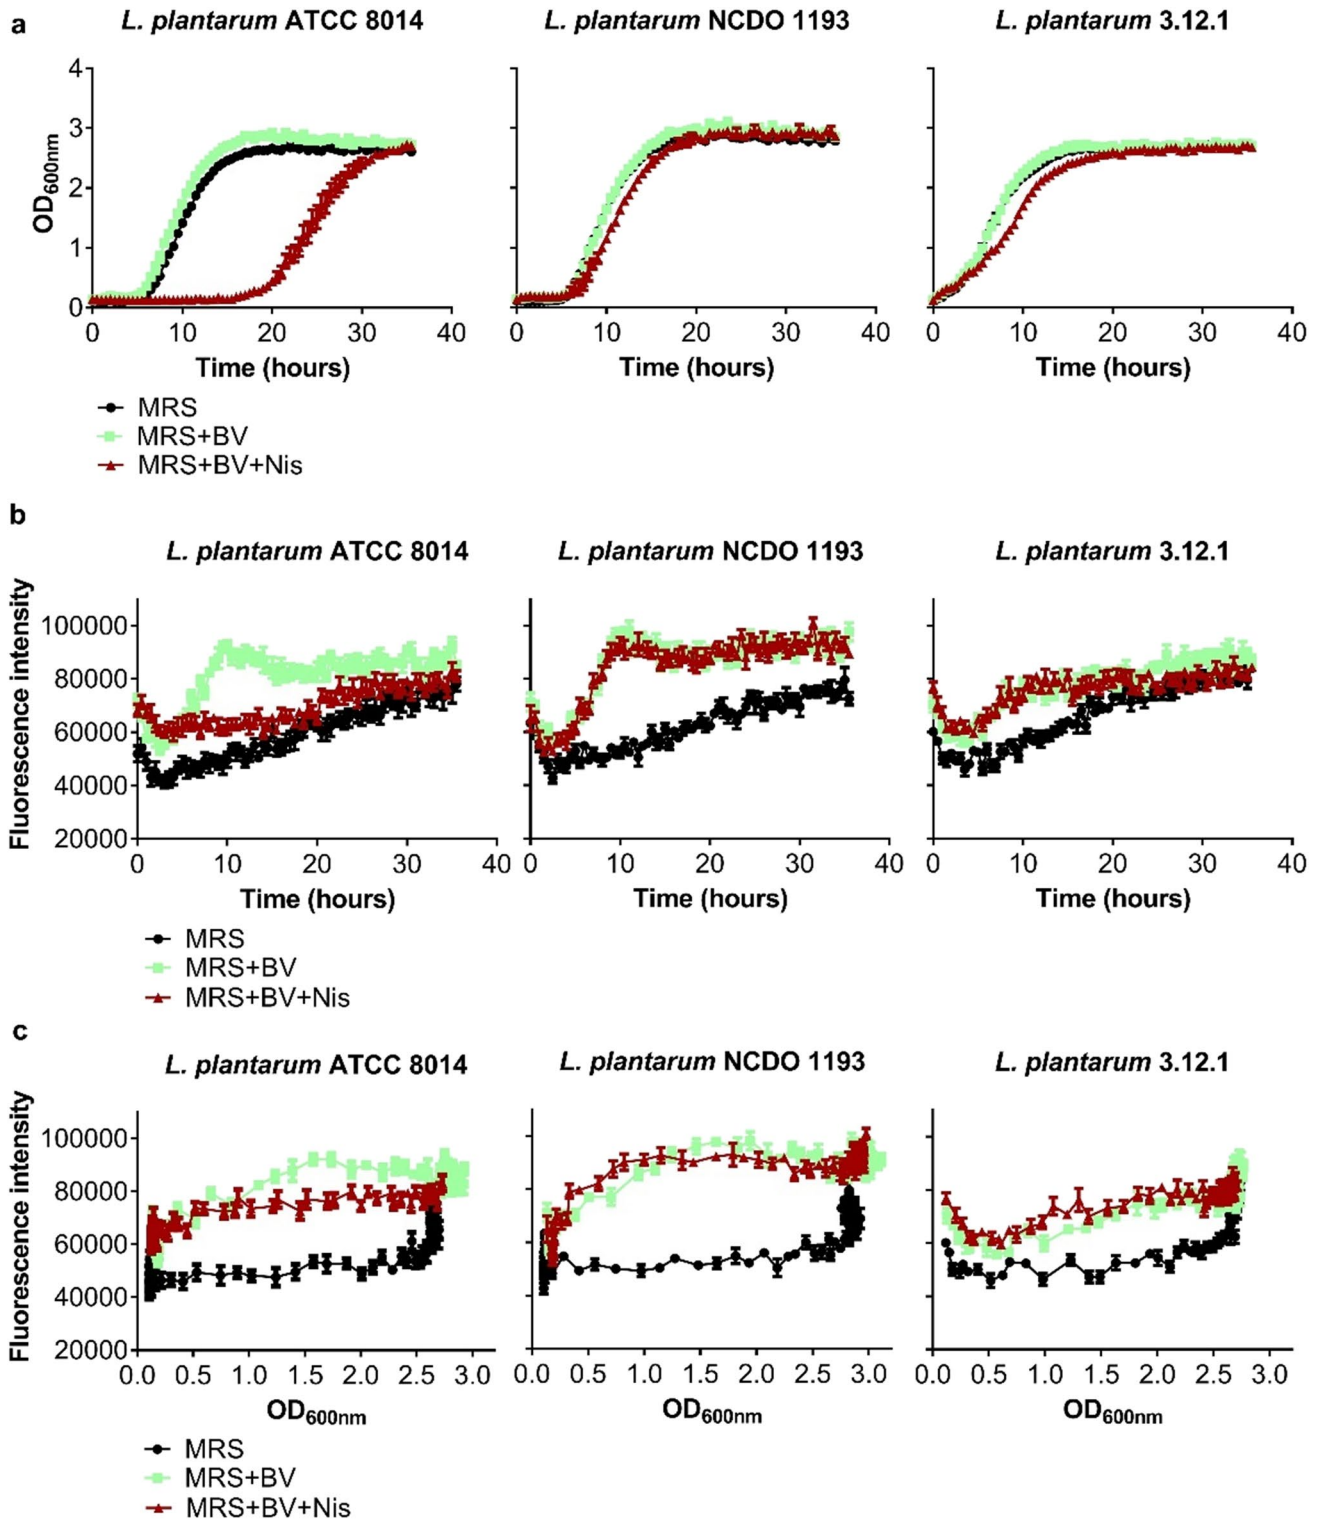 a
L. plantarum ATCC 8014
L. plantarum NCDO 1193
L. plantarum 3.12.1
OD600nm
4
3
2
1
0
0 10 20 30 40
0 10 20 30 40
0 10 20 30 40
Time (hours)
Time (hours)
Time (hours)
MRS
MRS+BV
MRS+BV+Nis
b
L. plantarum ATCC 8014
L. plantarum NCDO 1193
L. plantarum 3.12.1
Fluorescence intensity
100000
80000
60000
40000
20000
0 10 20 30 40
0 10 20 30 40
0 10 20 30 40
Time (hours)
Time (hours)
Time (hours)
MRS
MRS+BV
MRS+BV+Nis
c
L. plantarum ATCC 8014
L. plantarum NCDO 1193
L. plantarum 3.12.1
Fluorescence intensity
100000
80000
60000
40000
20000
0.0 0.5 1.0 1.5 2.0 2.5 3.0
0.0 0.5 1.0 1.5 2.0 2.5 3.0
0.0 0.5 1.0 1.5 2.0 2.5 3.0
OD600nm
OD600nm
OD600nm
MRS
MRS+BV
MRS+BV+Nis